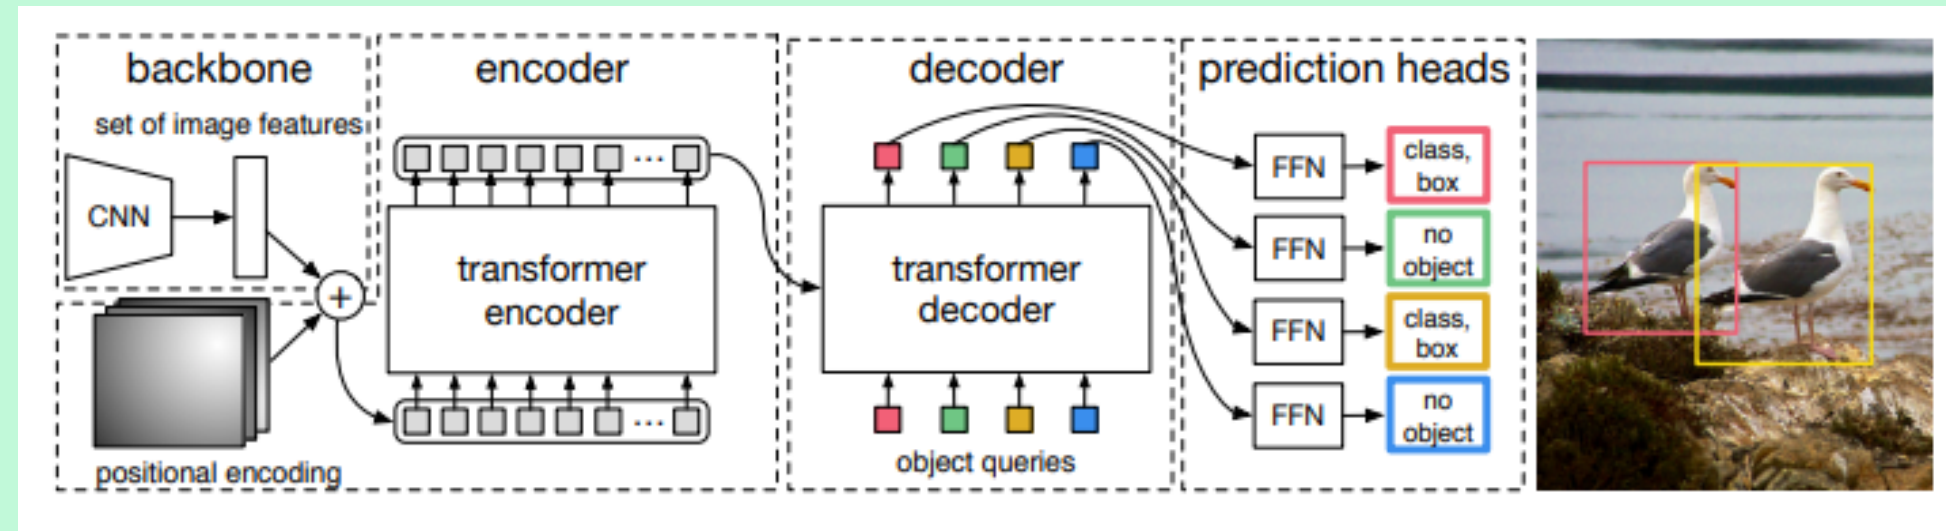 backbone
set of image features
CNN
+
positional encoding
encoder
...
transformer
encoder
...
decoder
transformer
decoder
object queries
prediction heads
FFN
class,
box
FFN
no
object
FFN
class,
box
FFN
no
object